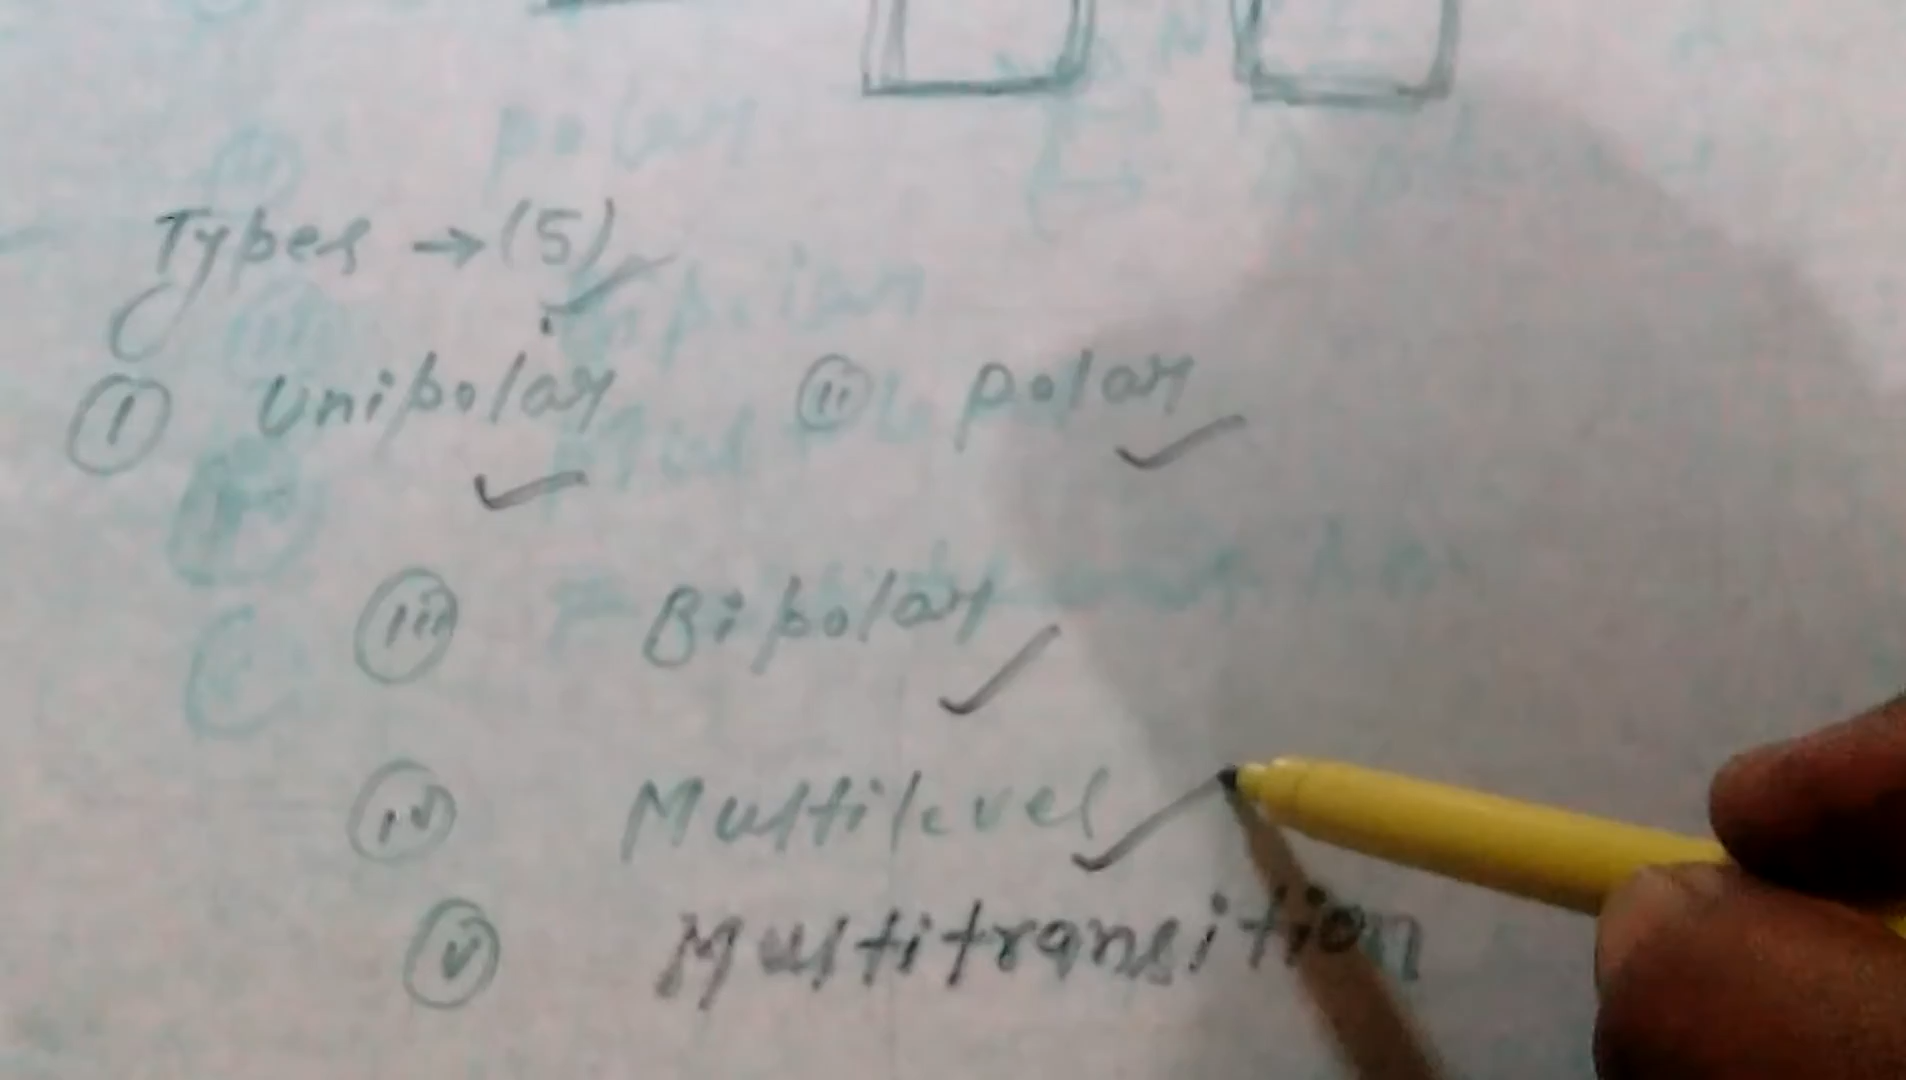 Types → (5)
(i) Unipolar (ii) Polar
(iii) Bipolar
(iv) Multilevel
(v) Multitransition